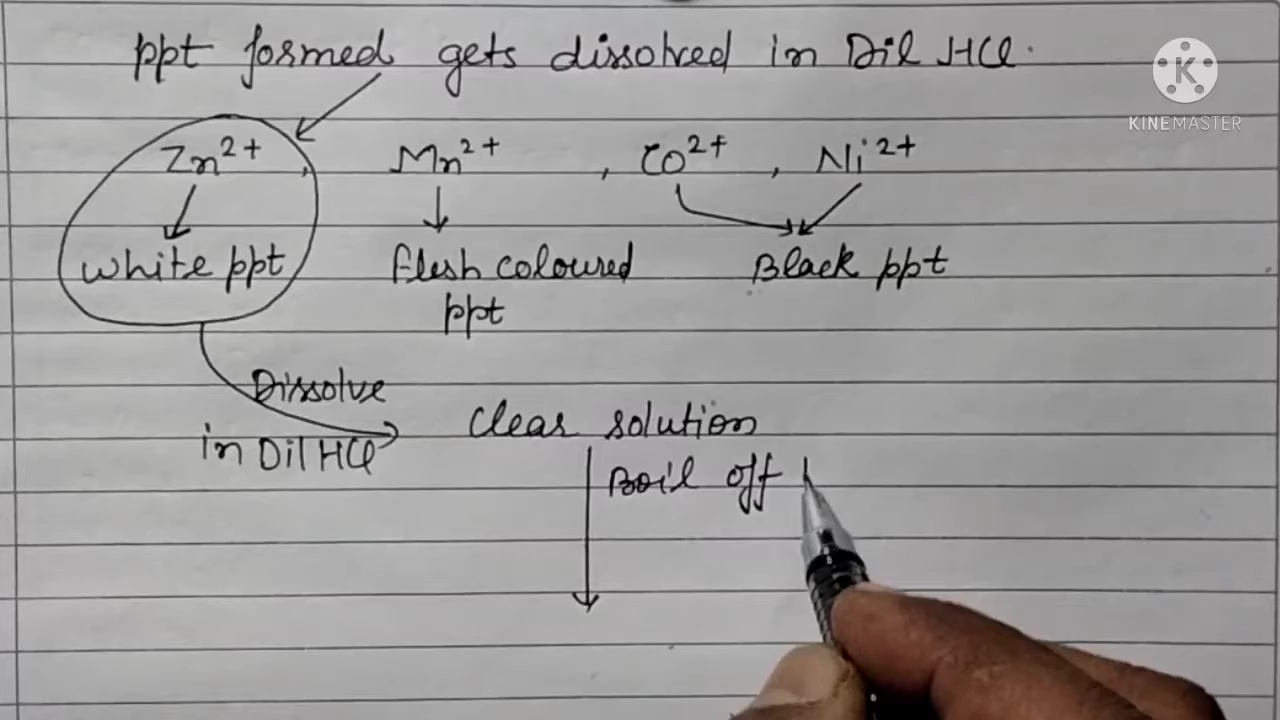 ppt formed gets dissolved in Dil HCl.
KINEMASTER
Zn2+, Mn2+, Co2+, Ni2+
white ppt flesh coloured Black ppt
ppt
Dissolve
in Dil HCl
clear solution
Boil off